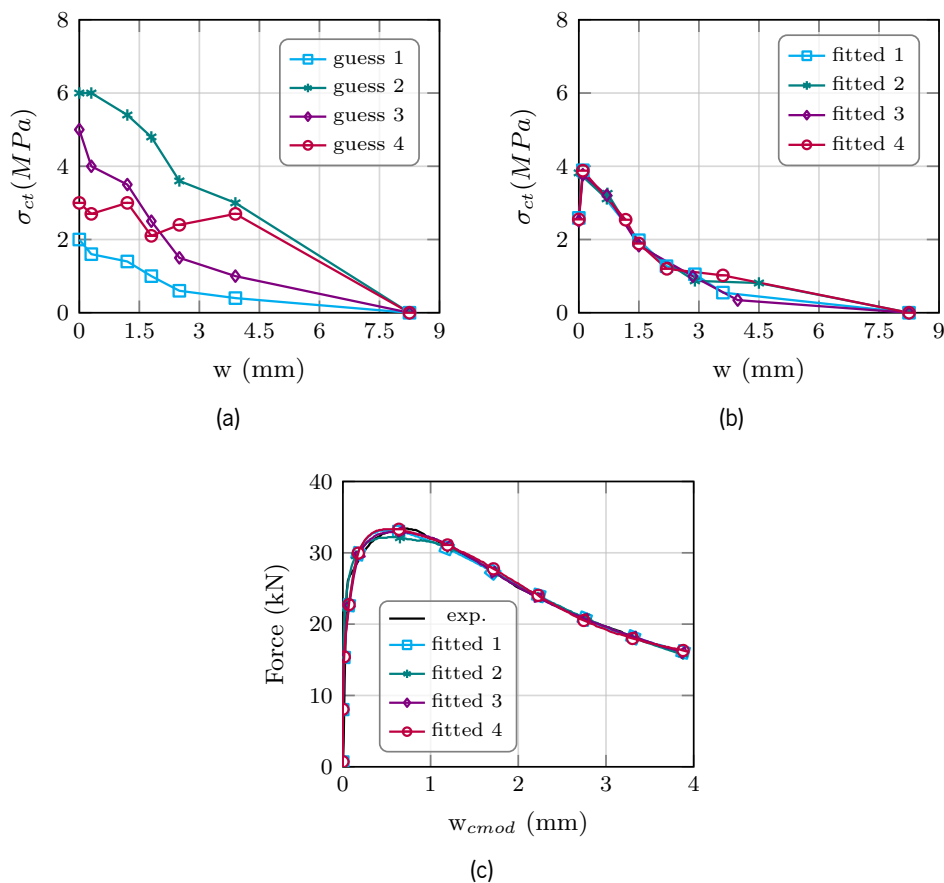 8
6
4
2
0
σ_ct(MPa)
guess 1
guess 2
guess 3
guess 4
0 1.5 3 4.5 6 7.5 9
w (mm)
(a)
8
6
4
2
0
σ_ct(MPa)
fitted 1
fitted 2
fitted 3
fitted 4
0 1.5 3 4.5 6 7.5 9
w (mm)
(b)
40
30
20
10
0
Force (kN)
exp.
fitted 1
fitted 2
fitted 3
fitted 4
0 1 2 3 4
w_cmod (mm)
(c)